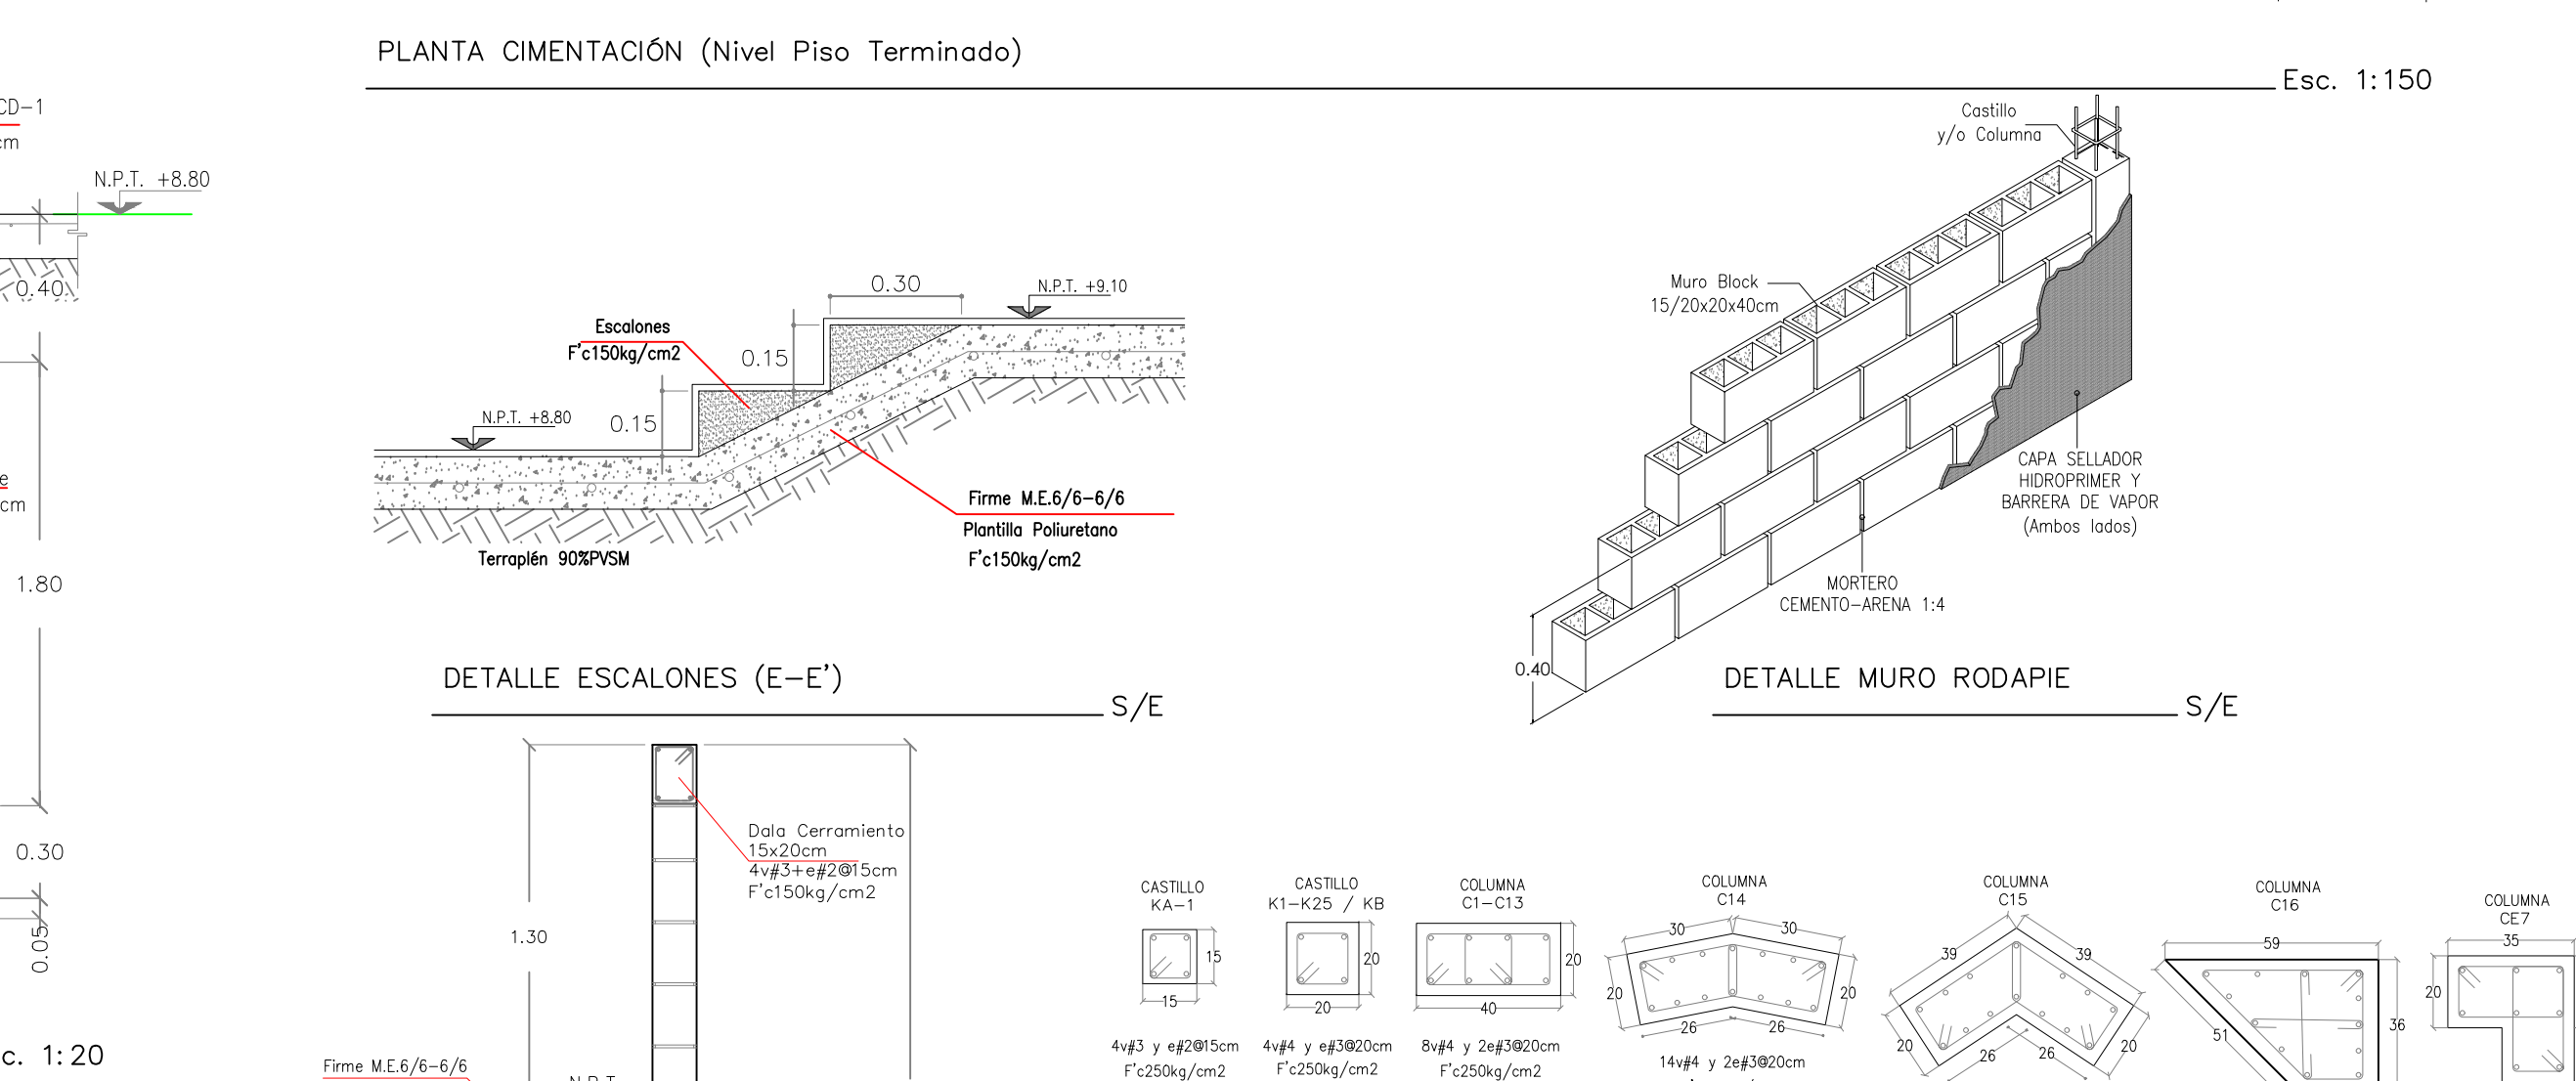 PLANTA CIMENTACIÓN (Nivel Piso Terminado)
Esc. 1:150
CD-1
cm
N.P.T. +8.80
0.40
1.80
0.30
0.05
1:20
Escalones
F'c150kg/cm2
0.30
0.15
0.15
N.P.T. +9.10
N.P.T. +8.80
Firme M.E.6/6-6/6
Plantilla Poliuretano
F'c150kg/cm2
Terraplén 90%PVSM
DETALLE ESCALONES (E-E')
S/E
Castillo
y/o Columna
Muro Block
15/20x20x40cm
CAPA SELLADOR
HIDROPRIMER Y
BARRERA DE VAPOR
(Ambos lados)
MORTERO
CEMENTO-ARENA 1:4
0.40
DETALLE MURO RODAPIE
S/E
1.30
Dala Cerramiento
15x20cm
4v#3+e#2@15cm
F'c150kg/cm2
Firme M.E.6/6-6/6
N.P.T.
CASTILLO
KA-1
15
15
4v#3 y e#2@15cm
F'c250kg/cm2
CASTILLO
K1-K25 / KB
20
20
4v#4 y e#3@20cm
F'c250kg/cm2
COLUMNA
C1-C13
20
40
8v#4 y 2e#3@20cm
F'c250kg/cm2
COLUMNA
C14
30
30
20
20
26
26
14v#4 y 2e#3@20cm
COLUMNA
C15
39
39
20
20
26
26
COLUMNA
C16
59
51
36
COLUMNA
CE7
35
20